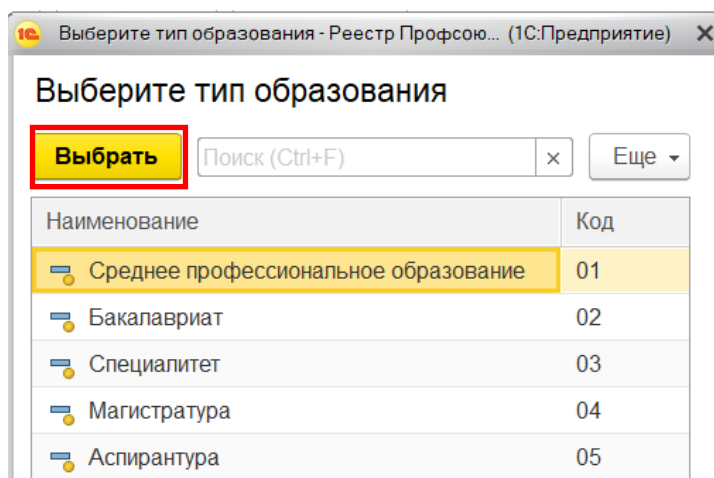 1С Выберите тип образования - Реестр Профсою... (1С:Предприятие) ×
Выберите тип образования
Выбрать Поиск (Ctrl+F) × Еще
Наименование Код
Среднее профессиональное образование 01
Бакалавриат 02
Специалитет 03
Магистратура 04
Аспирантура 05